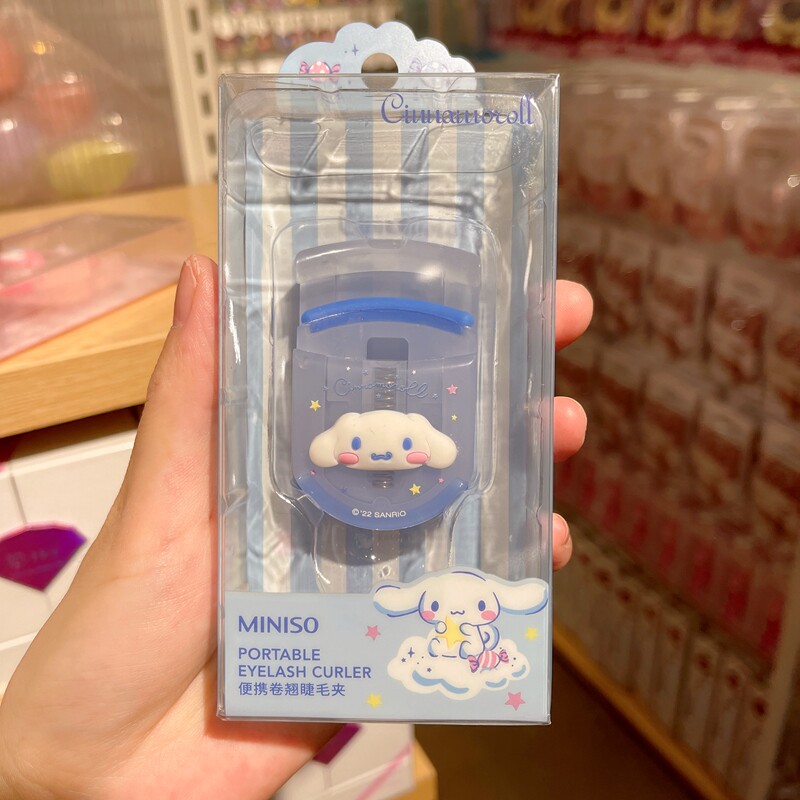 Cinnamoroll
Cinnamoroll
©'22 SANRIO
MINISO
PORTABLE
EYELASH CURLER
便携卷翘睫毛夹